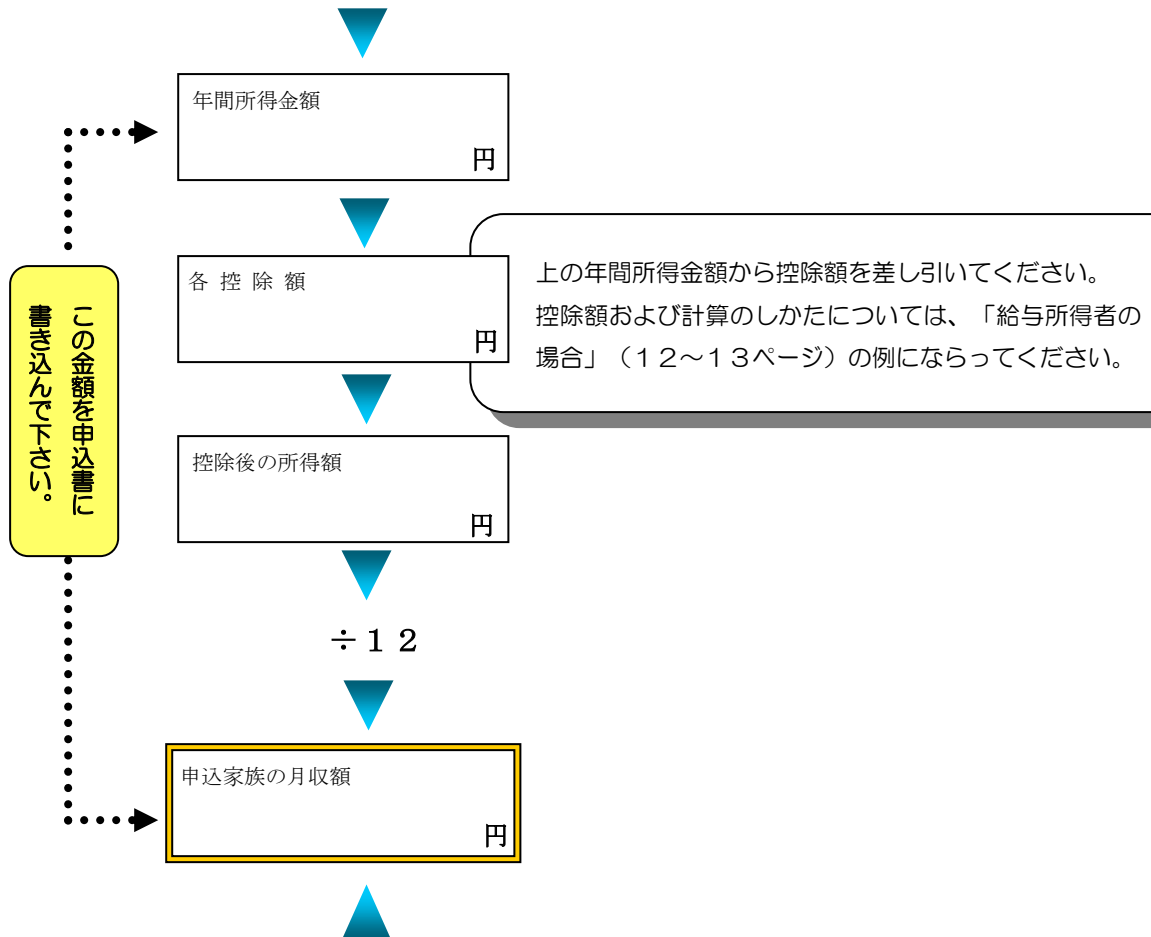 年間所得金額
円
各 控 除 額
円
上の年間所得金額から控除額を差し引いてください。
控除額および計算のしかたについては、「給与所得者の
場合」（１２～１３ページ）の例にならってください。
この金額を申込書に
書き込んで下さい。
控除後の所得額
円
÷１２
申込家族の月収額
円